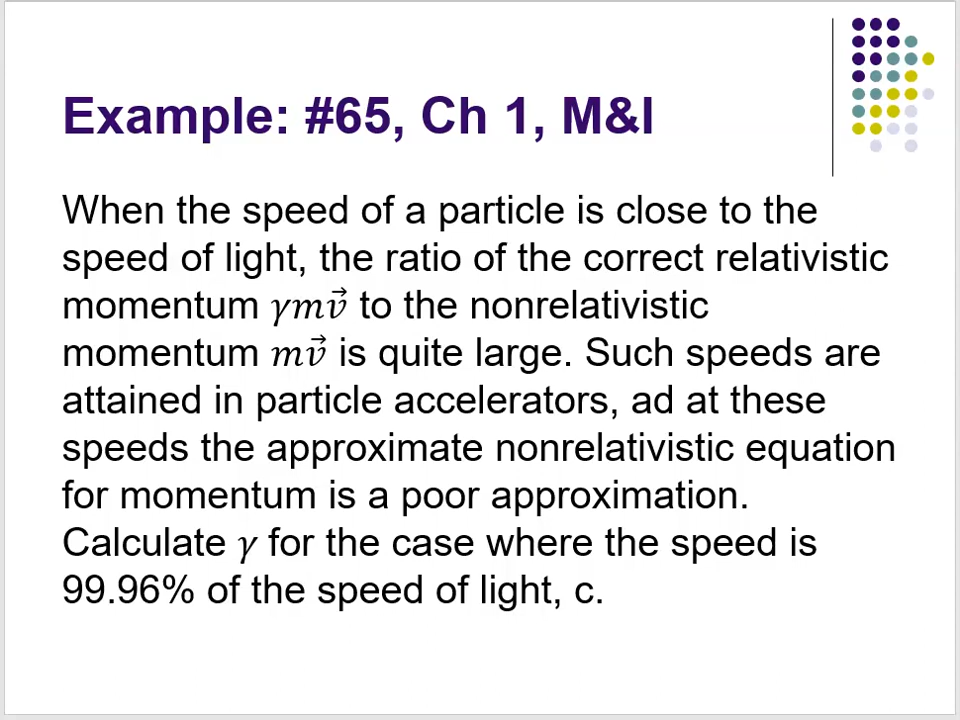 Example: #65, Ch 1, M&I
When the speed of a particle is close to the
speed of light, the ratio of the correct relativistic
momentum 𝛾𝑚𝑣⃗ to the nonrelativistic
momentum 𝑚𝑣⃗ is quite large. Such speeds are
attained in particle accelerators, ad at these
speeds the approximate nonrelativistic equation
for momentum is a poor approximation.
Calculate 𝛾 for the case where the speed is
99.96% of the speed of light, c.